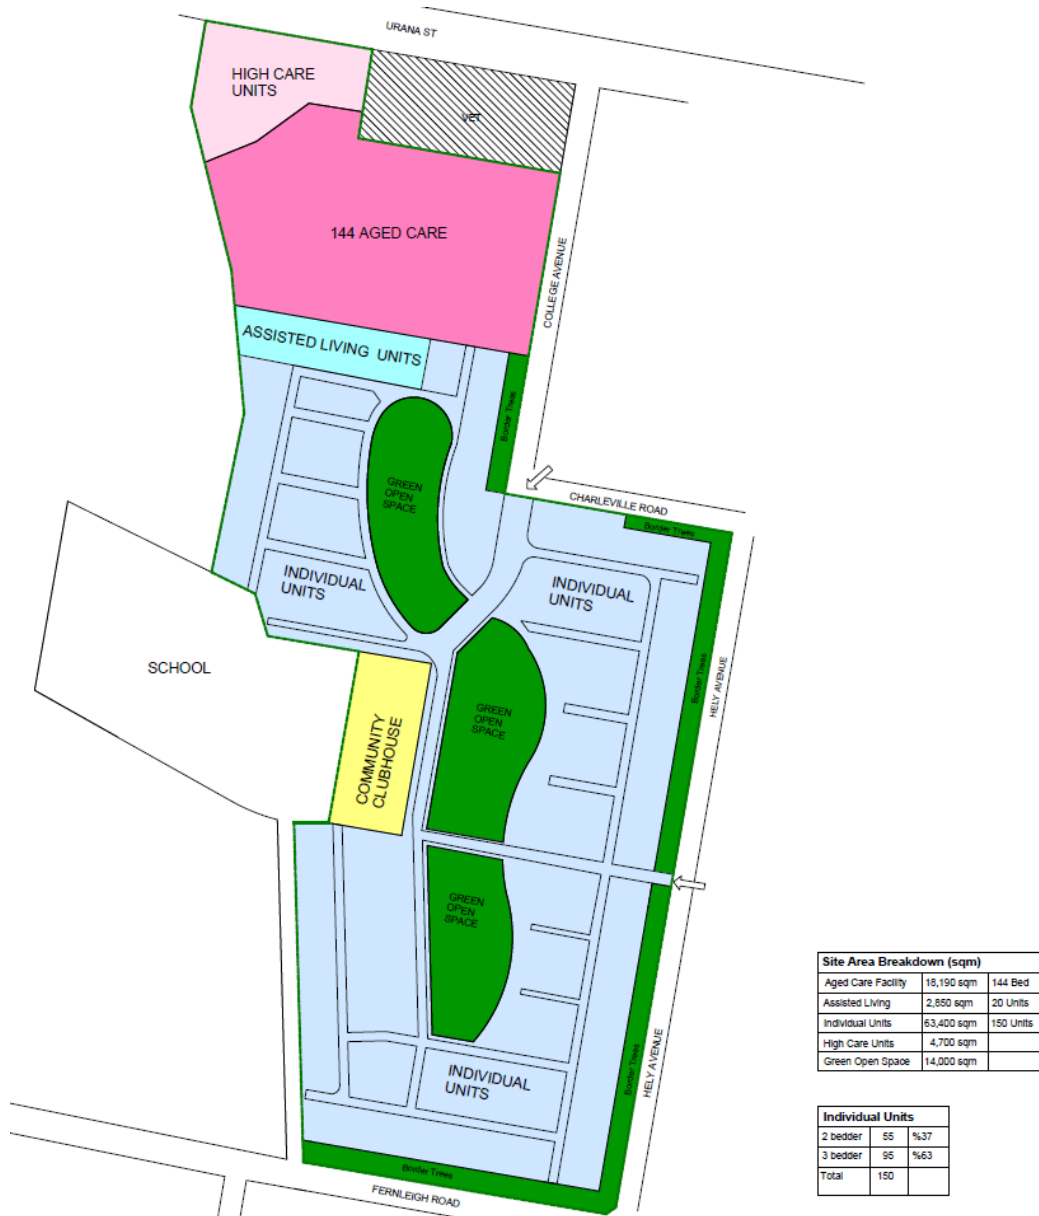 URANA ST
HIGH CARE
UNITS
VET
144 AGED CARE
COLLEGE AVENUE
ASSISTED LIVING UNITS
Border Trees
GREEN
OPEN
SPACE
CHARLEVILLE ROAD
Border Trees
INDIVIDUAL
UNITS
INDIVIDUAL
UNITS
SCHOOL
Border Trees
HELY AVENUE
GREEN
OPEN
SPACE
COMMUNITY
CLUBHOUSE
GREEN
OPEN
SPACE
INDIVIDUAL
UNITS
Border Trees
HELY AVENUE
Border Trees
FERNLEIGH ROAD
Site Area Breakdown (sqm)
Aged Care Facility 18,190 sqm 144 Bed
Assisted Living 2,850 sqm 20 Units
Individual Units 63,400 sqm 150 Units
High Care Units 4,700 sqm
Green Open Space 14,000 sqm
Individual Units
2 bedder 55 %37
3 bedder 95 %63
Total 150